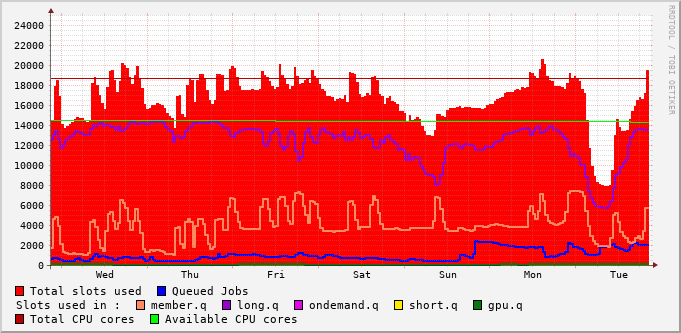 RRDTOOL / TOBI OETIKER
24000
22000
20000
18000
16000
14000
12000
10000
8000
6000
4000
2000
0
Wed Thu Fri Sat Sun Mon Tue
Total slots used Queued Jobs
Slots used in : member.q long.q ondemand.q short.q gpu.q
Total CPU cores Available CPU cores